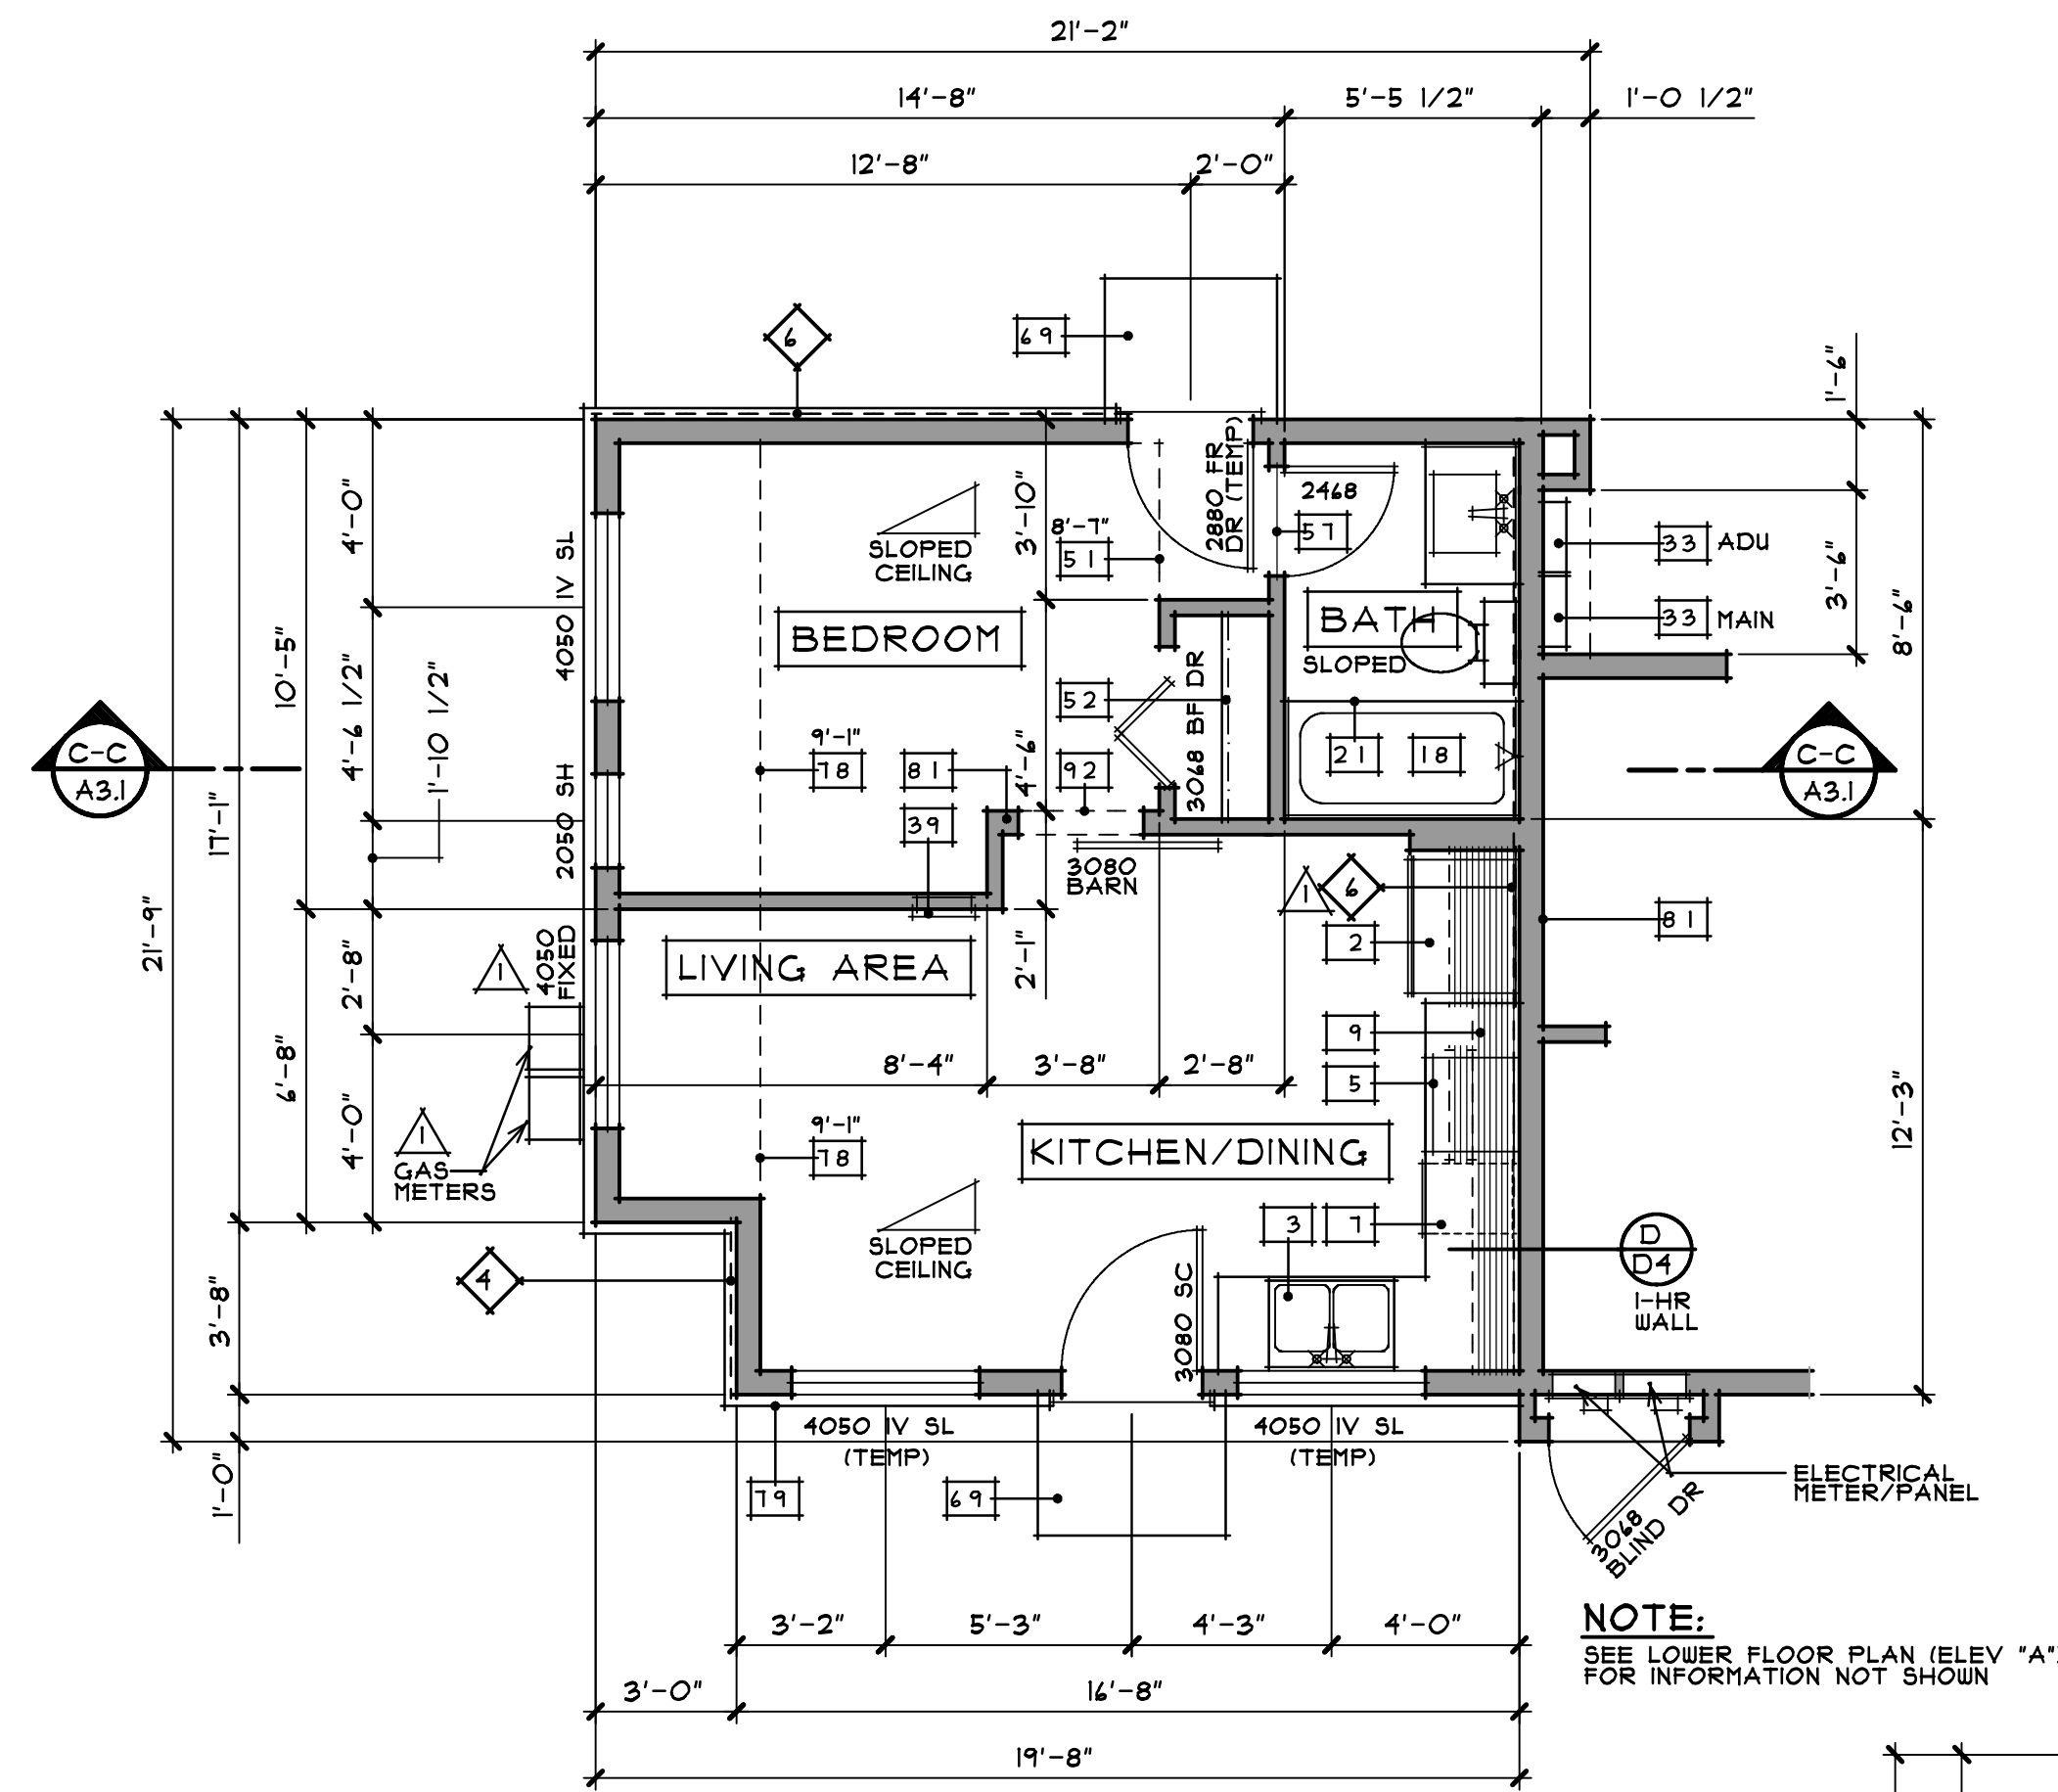 21'-2"
14'-8"
5'-5 1/2"
1'-0 1/2"
12'-8"
2'-0"
6
69
1'-6"
4'-0"
4050 IV SL
SLOPED
CEILING
3'-10"
8'-7"
51
2880 FR
DR (TEMP)
2468
57
33 ADU
3'-6"
33 MAIN
8'-6"
BEDROOM
BATH
SLOPED
10'-5"
4'-6 1/2"
1'-10 1/2"
52
3068 BF DR
C-C
A3.1
17'-1"
2050 SH
9'-1"
78
81
39
4'-6"
92
21
18
C-C
A3.1
3080
BARN
1
6
2
81
21'-9"
1
4050
FIXED
2'-8"
LIVING AREA
2'-1"
9
5
6'-8"
8'-4"
3'-8"
2'-8"
12'-3"
4'-0"
1
GAS
METERS
9'-1"
78
KITCHEN/DINING
3
7
D
D4
1-HR
WALL
SLOPED
CEILING
4
3'-8"
3080 SC
4050 IV SL
(TEMP)
4050 IV SL
(TEMP)
1'-0"
79
69
ELECTRICAL
METER/PANEL
3068
BLIND DR
3'-2"
5'-3"
4'-3"
4'-0"
NOTE:
SEE LOWER FLOOR PLAN (ELEV "A")
FOR INFORMATION NOT SHOWN
3'-0"
16'-8"
19'-8"